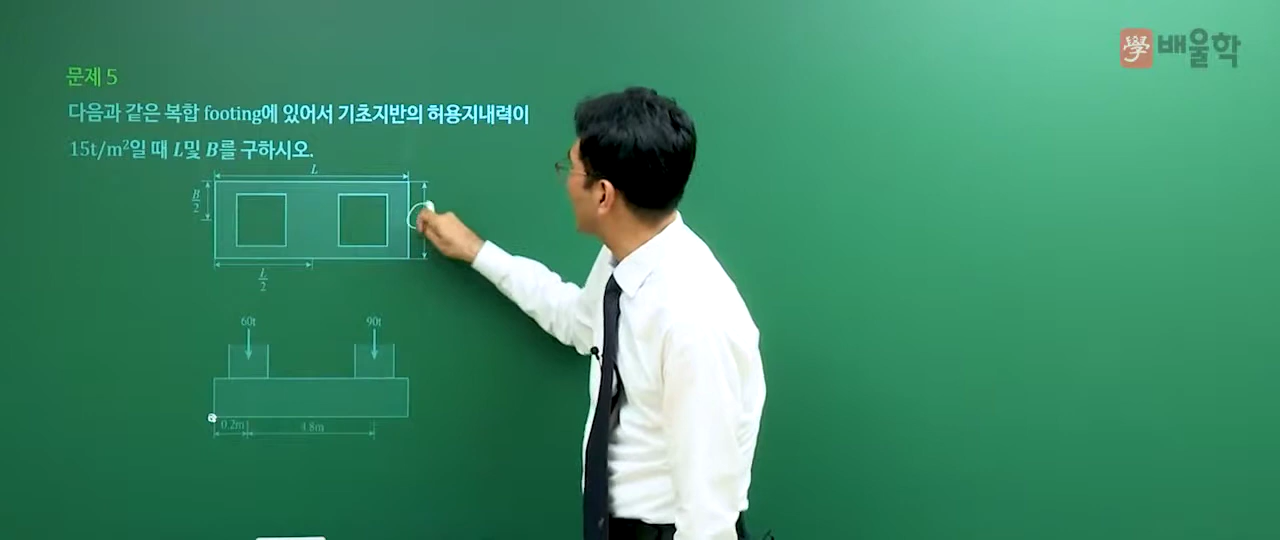 學 배울학
문제 5
다음과 같은 복합 footing에 있어서 기초지반의 허용지내력이
15t/m²일 때 L및 B를 구하시오.
L
B/2
L/2
60t 90t
0.2m 4.8m